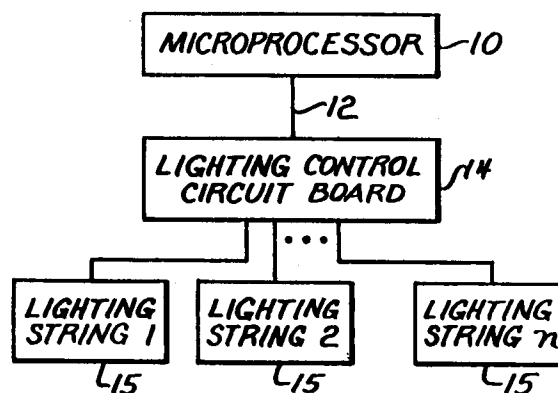 MICROPROCESSOR
10
12
LIGHTING CONTROL
CIRCUIT BOARD
14
LIGHTING
STRING 1
LIGHTING
STRING 2
LIGHTING
STRING n
15
15
15